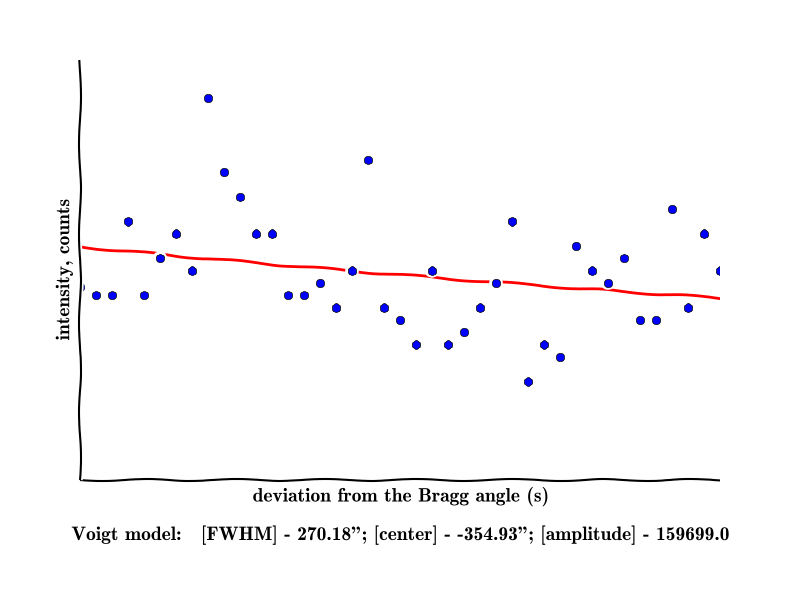 intensity, counts
deviation from the Bragg angle (s)
Voigt model: [FWHM] - 270.18”; [center] - -354.93”; [amplitude] - 159699.0